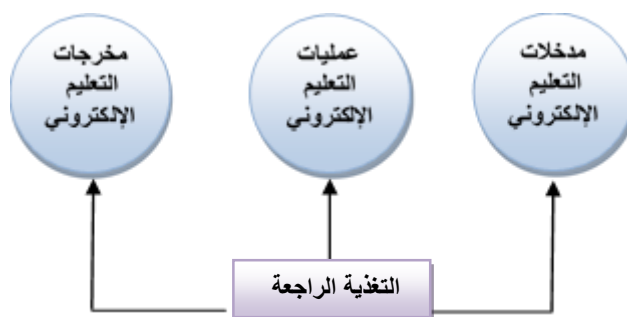 مدخلات
التعليم
الإلكتروني
عمليات
التعليم
الإلكتروني
مخرجات
التعليم
الإلكتروني
التغذية الراجعة